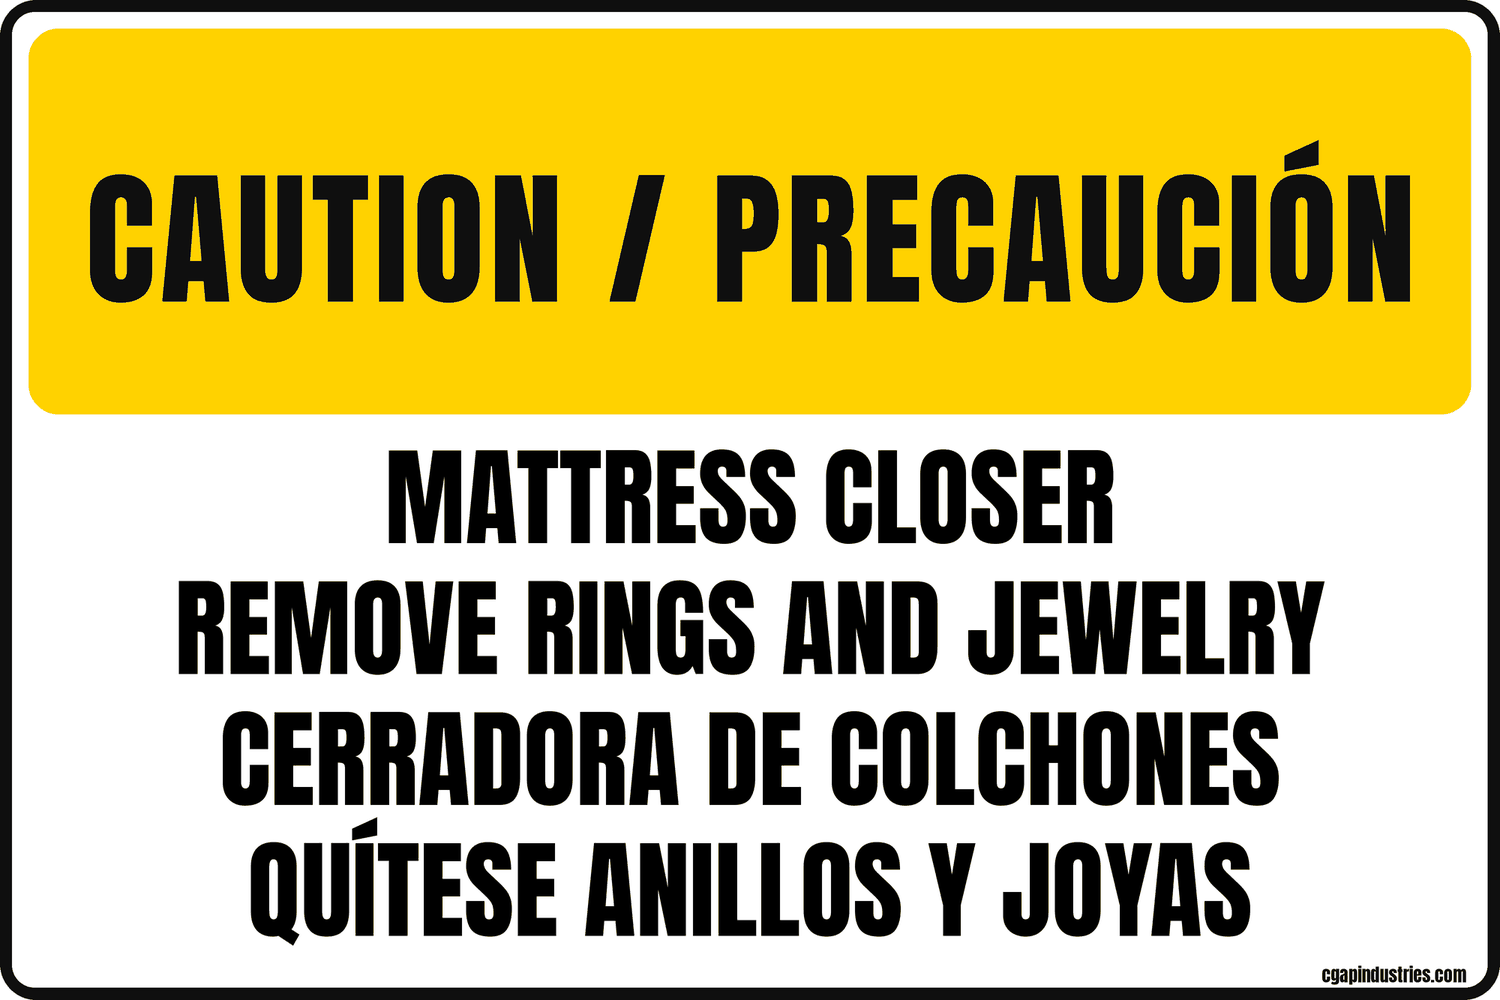 CAUTION / PRECAUCIÓN
MATTRESS CLOSER
REMOVE RINGS AND JEWELRY
CERRADORA DE COLCHONES
QUÍTESE ANILLOS Y JOYAS
cgapindustries.com